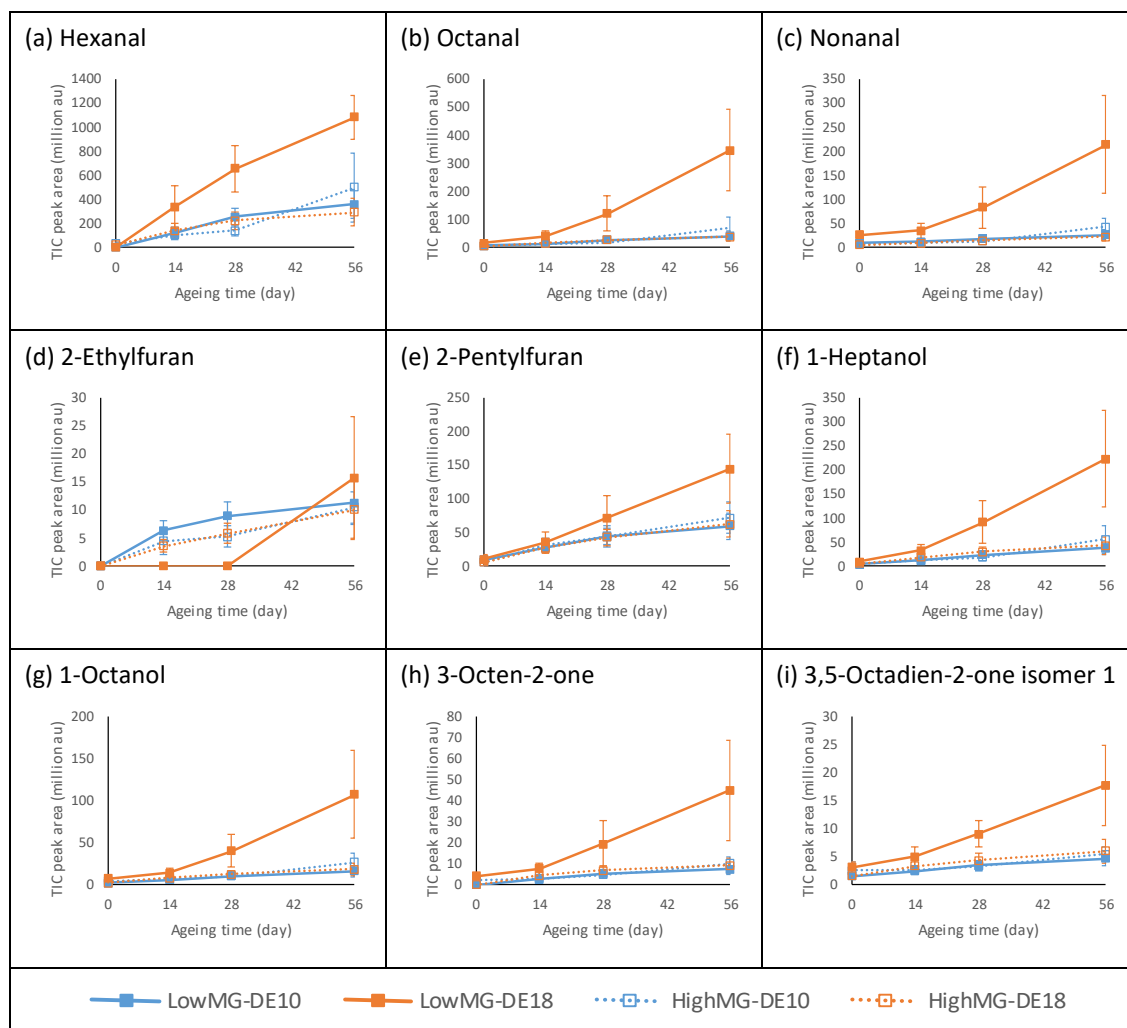 (a) Hexanal
TIC peak area (million au)
1400
1200
1000
800
600
400
200
0
0 14 28 42 56
Ageing time (day)
(b) Octanal
TIC peak area (million au)
600
500
400
300
200
100
0
0 14 28 42 56
Ageing time (day)
(c) Nonanal
TIC peak area (million au)
350
300
250
200
150
100
50
0
0 14 28 42 56
Ageing time (day)
(d) 2-Ethylfuran
TIC peak area (million au)
30
25
20
15
10
5
0
0 14 28 42 56
Ageing time (day)
(e) 2-Pentylfuran
TIC peak area (million au)
250
200
150
100
50
0
0 14 28 42 56
Ageing time (day)
(f) 1-Heptanol
TIC peak area (million au)
350
300
250
200
150
100
50
0
0 14 28 42 56
Ageing time (day)
(g) 1-Octanol
TIC peak area (million au)
200
150
100
50
0
0 14 28 42 56
Ageing time (day)
(h) 3-Octen-2-one
TIC peak area (million au)
80
70
60
50
40
30
20
10
0
0 14 28 42 56
Ageing time (day)
(i) 3,5-Octadien-2-one isomer 1
TIC peak area (million au)
30
25
20
15
10
5
0
0 14 28 42 56
Ageing time (day)
LowMG-DE10 LowMG-DE18 HighMG-DE10 HighMG-DE18